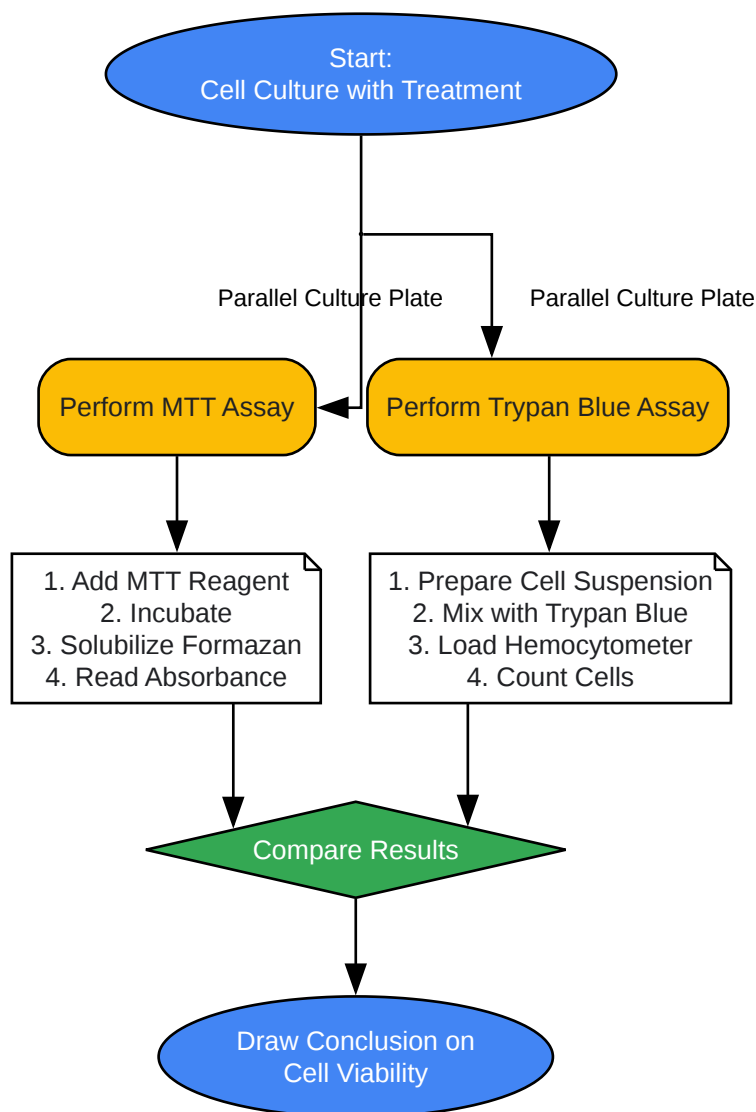 Start:
Cell Culture with Treatment
Parallel Culture Plate
Parallel Culture Plate
Perform MTT Assay
Perform Trypan Blue Assay
1. Add MTT Reagent
2. Incubate
3. Solubilize Formazan
4. Read Absorbance
1. Prepare Cell Suspension
2. Mix with Trypan Blue
3. Load Hemocytometer
4. Count Cells
Compare Results
Draw Conclusion on
Cell Viability